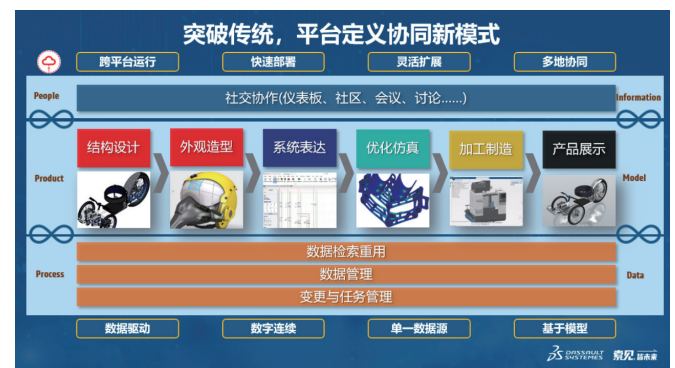 突破传统，平台定义协同新模式
跨平台运行 快速部署 灵活扩展 多地协同
People 社交协作(仪表板、社区、会议、讨论......) Information
结构设计 外观造型 系统表达 优化仿真 加工制造 产品展示
Product Model
数据检索重用
Process 数据管理 Data
变更与任务管理
数据驱动 数字连续 单一数据源 基于模型
DASSAULT SYSTEMES 索见 益未来